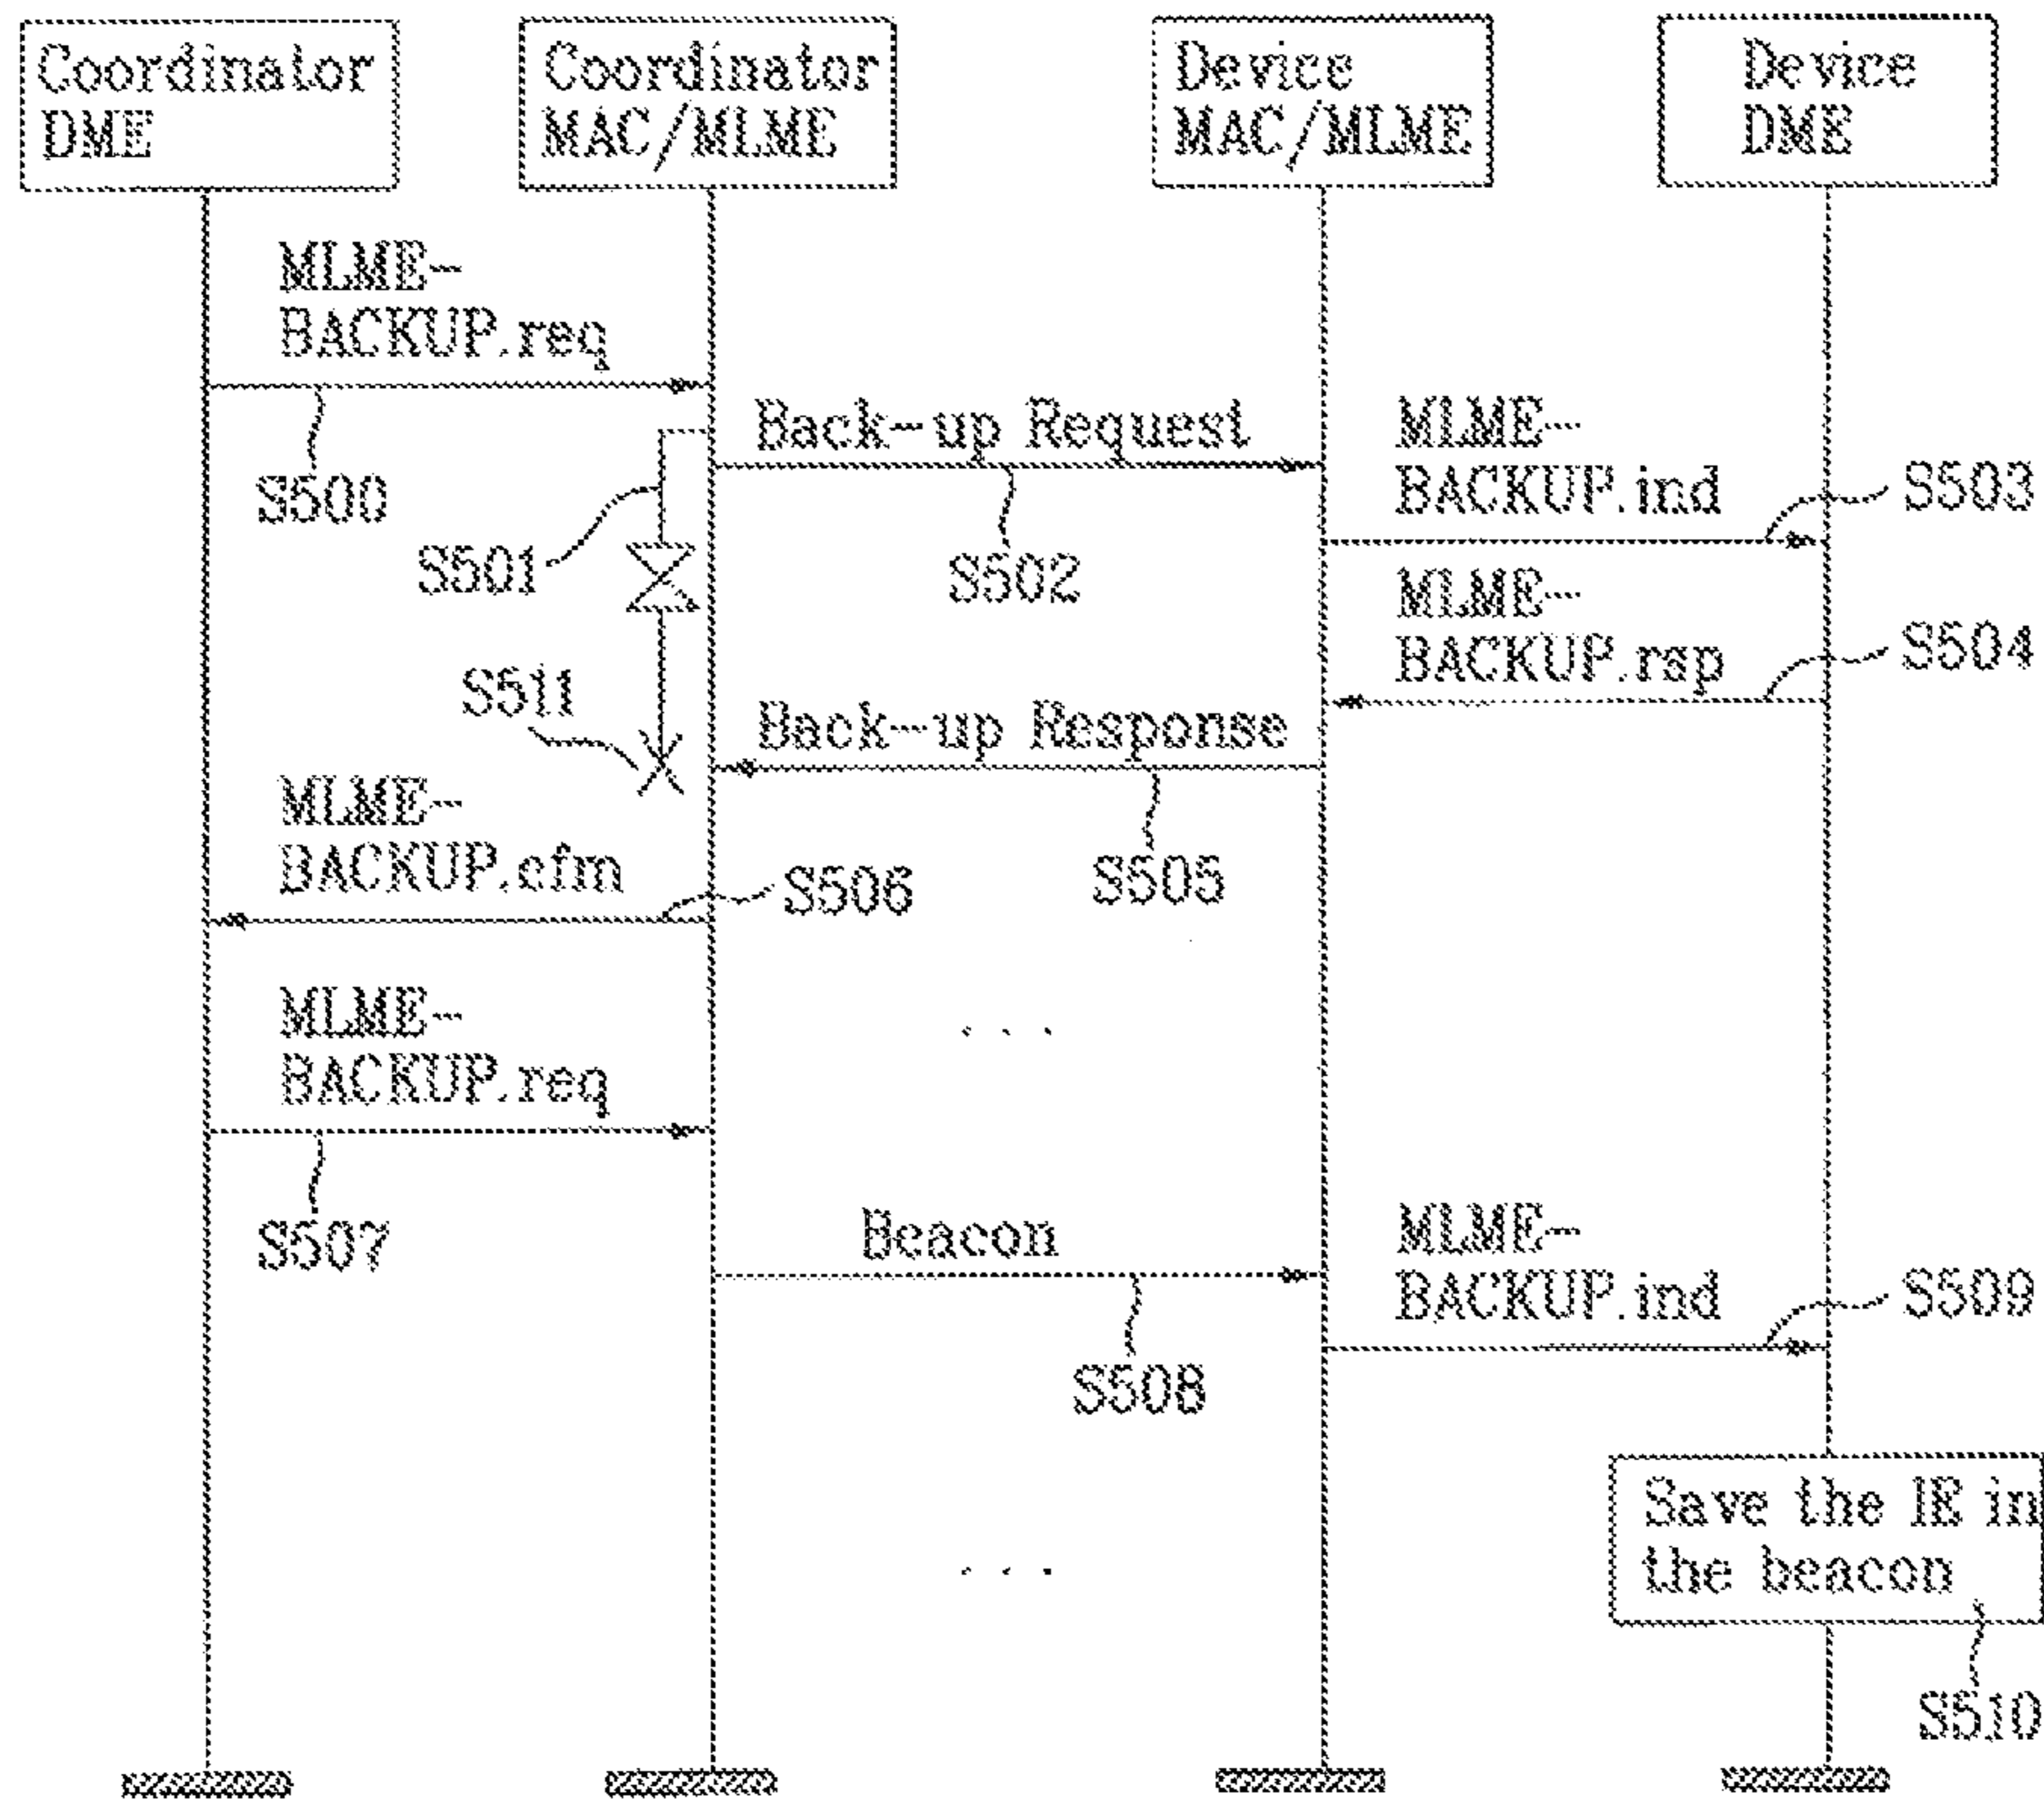 Coordinator
DME
Coordinator
MAC/MLME
Device
MAC/MLME
Device
DME
MLME-
BACKUP.req
S500
Back-up Request
S501
S502
MLME-
BACKUP.ind
S503
MLME-
BACKUP.rsp
S504
S511
Back-up Response
S505
MLME-
BACKUP.cfm
S506
. . .
MLME-
BACKUP.req
S507
Beacon
S508
MLME-
BACKUP.ind
S509
. . .
Save the IE in
the beacon
S510